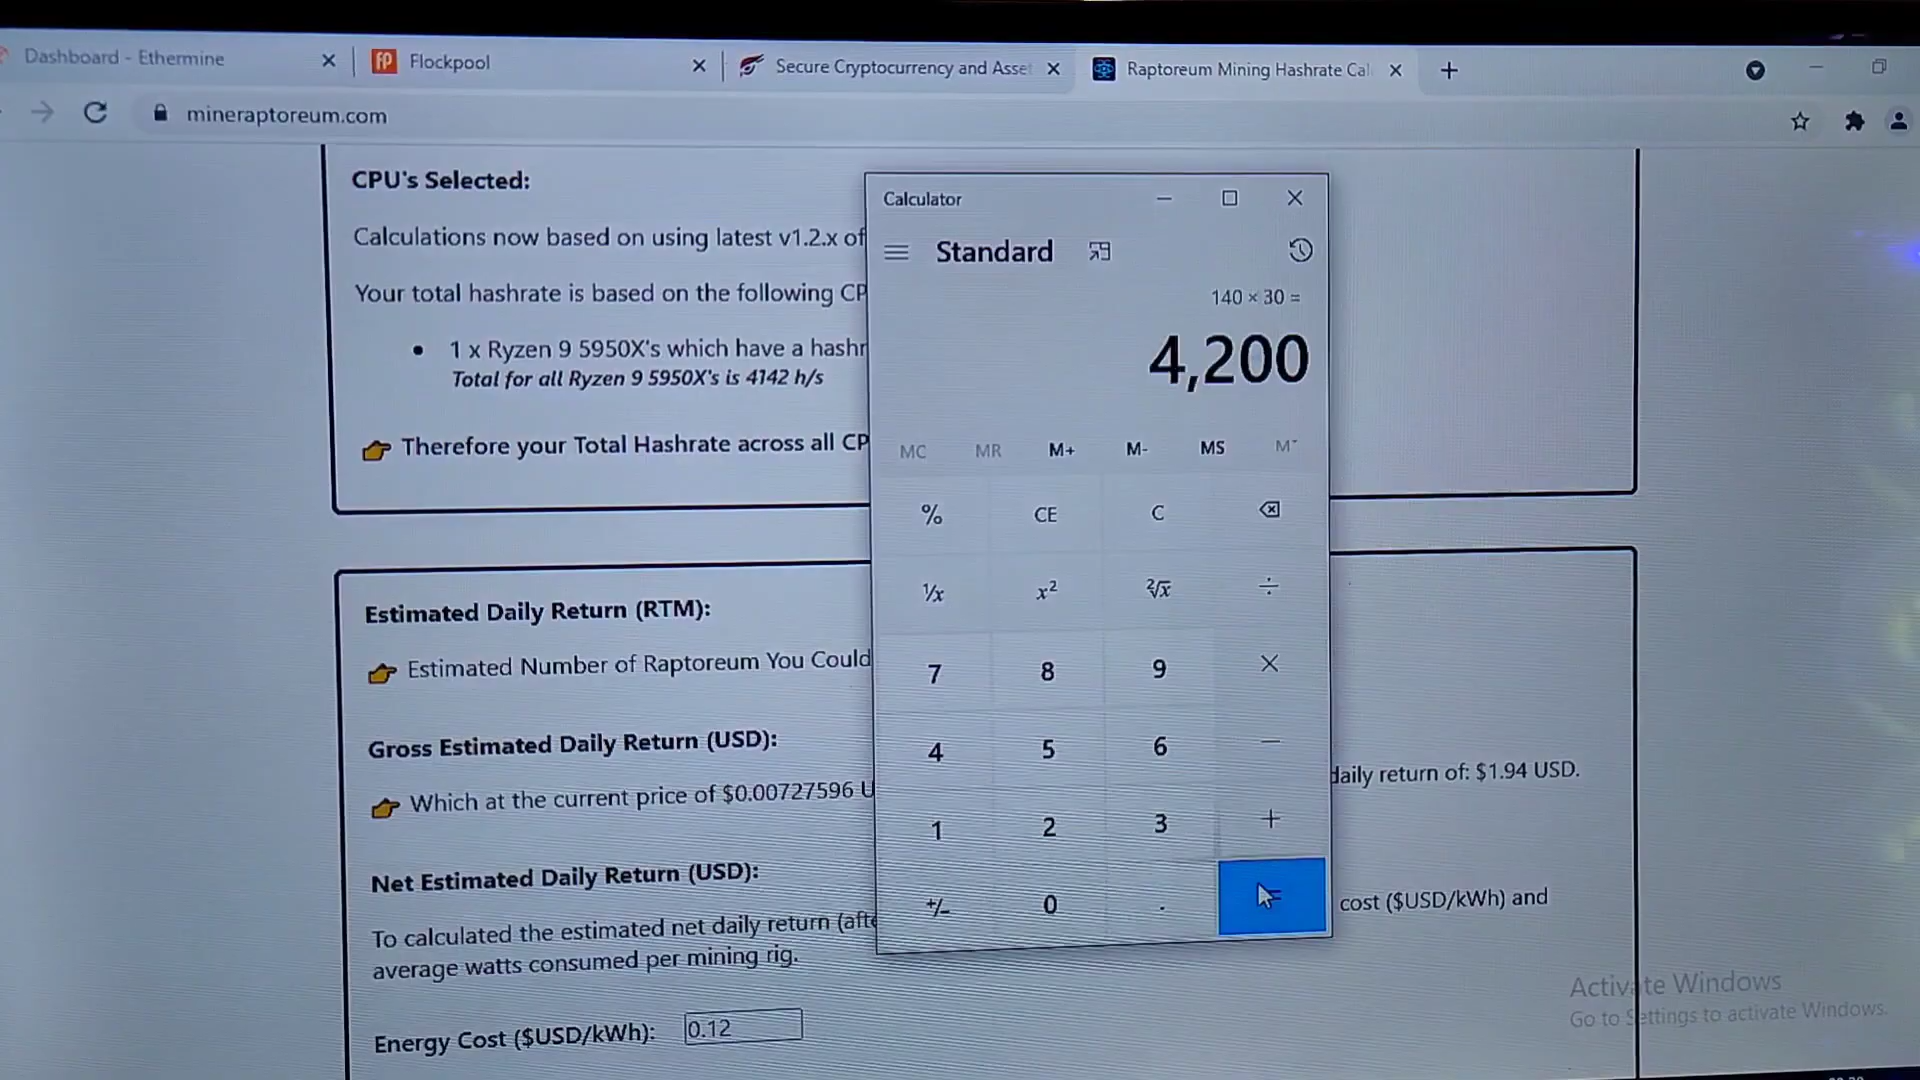 Dashboard - Ethermine
fp Flockpool
Secure Cryptocurrency and Asse
Raptoreum Mining Hashrate Cal
mineraptoreum.com
CPU's Selected:
Calculations now based on using latest v1.2.x of
Your total hashrate is based on the following CP
1 x Ryzen 9 5950X's which have a hashr
Total for all Ryzen 9 5950X's is 4142 h/s
Therefore your Total Hashrate across all CP
Estimated Daily Return (RTM):
Estimated Number of Raptoreum You Could
Gross Estimated Daily Return (USD):
Which at the current price of $0.00727596 U
daily return of: $1.94 USD.
Net Estimated Daily Return (USD):
To calculated the estimated net daily return (afte
cost ($USD/kWh) and
average watts consumed per mining rig.
Energy Cost ($USD/kWh): 0.12
Calculator
Standard
140 × 30 =
4,200
MC MR M+ M- MS M˅
% CE C
⅟x x² ²√x ÷
7 8 9 ×
4 5 6 −
1 2 3 +
+/- 0 . =
Activate Windows
Go to Settings to activate Windows.